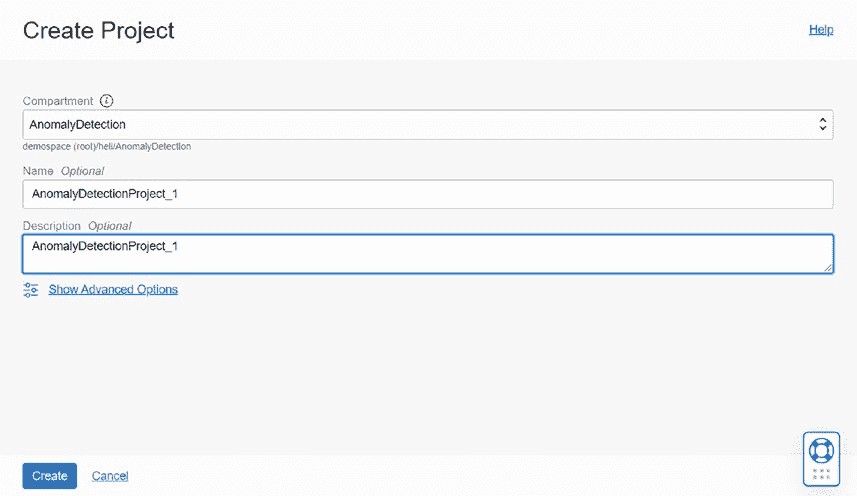 Create Project
Help
Compartment
AnomalyDetection
demospace (root)/heli/AnomalyDetection
Name Optional
AnomalyDetectionProject_1
Description Optional
AnomalyDetectionProject_1
Show Advanced Options
Create
Cancel